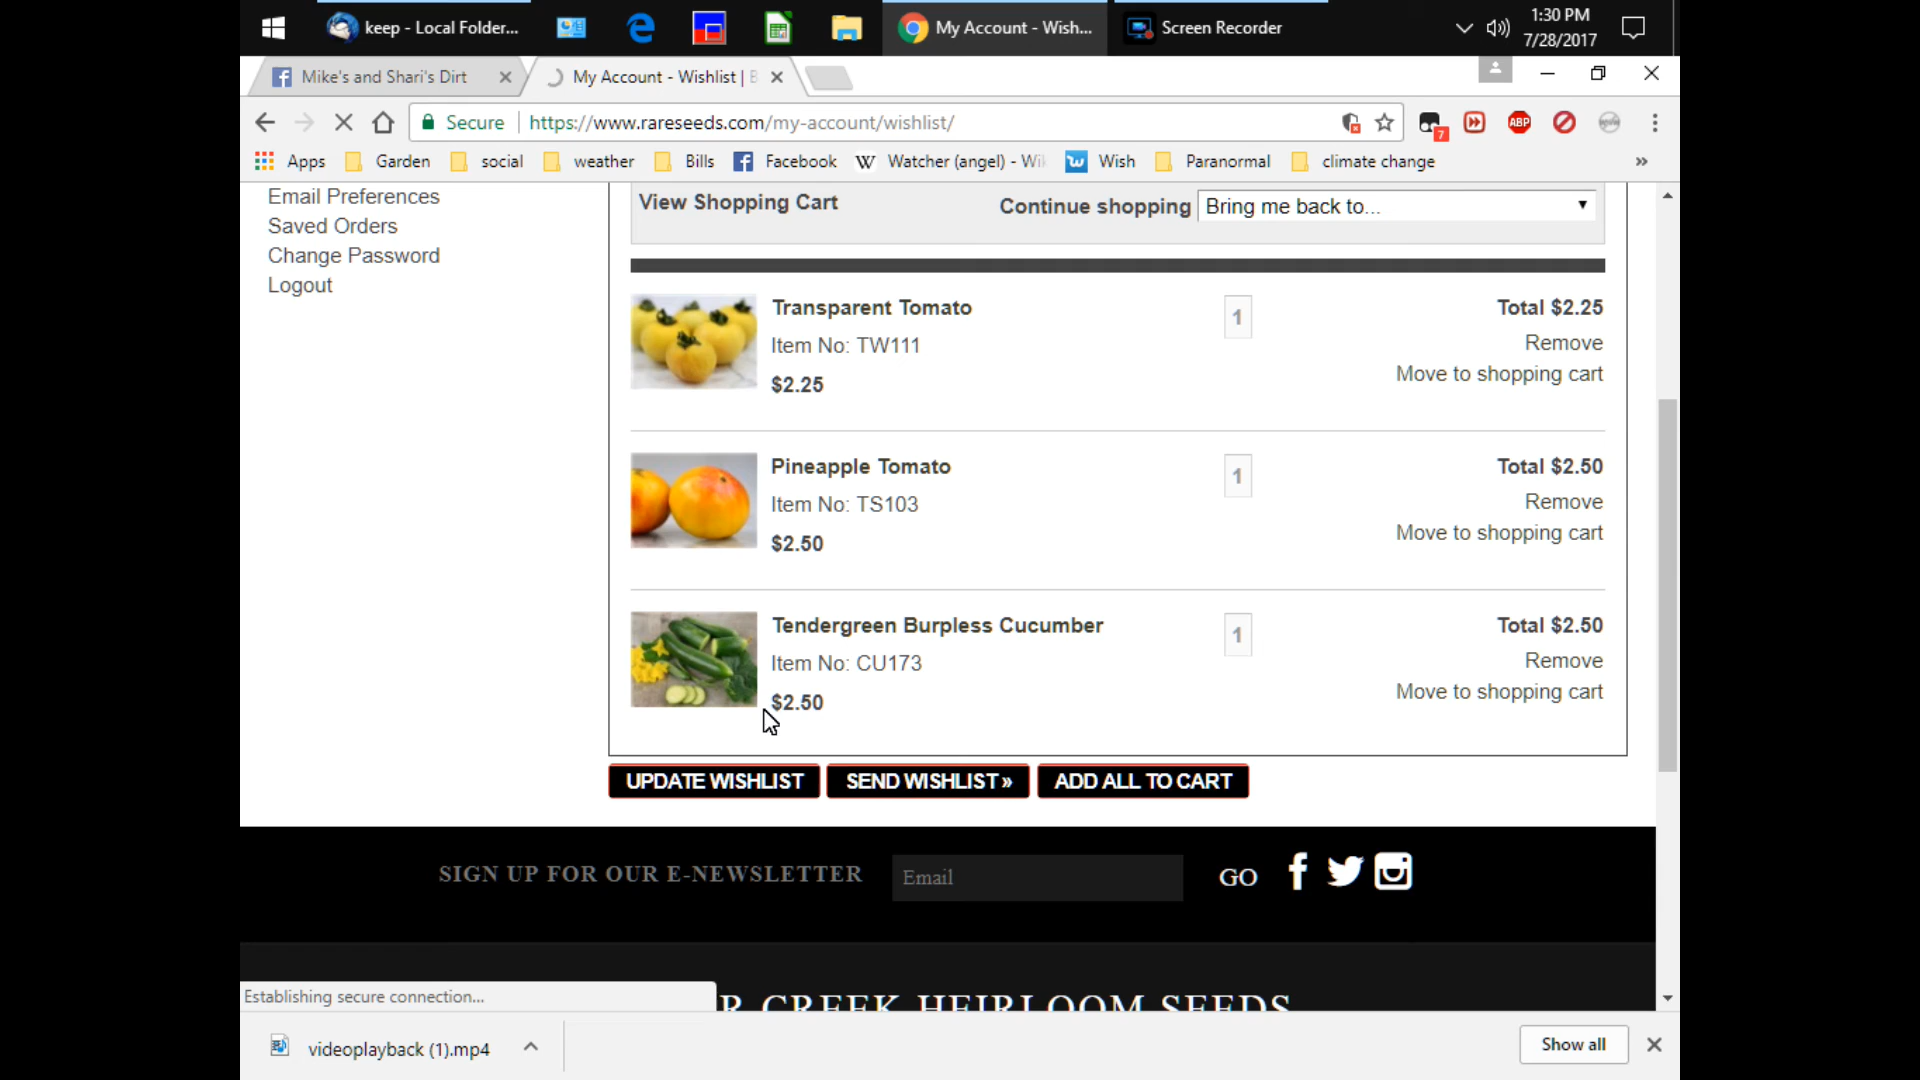 keep - Local Folder...
My Account - Wish...
Screen Recorder
1:30 PM
7/28/2017
Mike's and Shari's Dirt
My Account - Wishlist | B
Secure
https://www.rareseeds.com/my-account/wishlist/
7
ABP
Apps
Garden
social
weather
Bills
Facebook
W
Watcher (angel) - Wi
Wish
Paranormal
climate change
»
Email Preferences
Saved Orders
Change Password
Logout
View Shopping Cart
Continue shopping
Bring me back to...
Transparent Tomato
1
Total $2.25
Item No: TW111
Remove
$2.25
Move to shopping cart
Pineapple Tomato
1
Total $2.50
Item No: TS103
Remove
$2.50
Move to shopping cart
Tendergreen Burpless Cucumber
1
Total $2.50
Item No: CU173
Remove
$2.50
Move to shopping cart
UPDATE WISHLIST
SEND WISHLIST »
ADD ALL TO CART
SIGN UP FOR OUR E-NEWSLETTER
Email
GO
Establishing secure connection...
R CREEK HEIRLOOM SEEDS
videoplayback (1).mp4
Show all